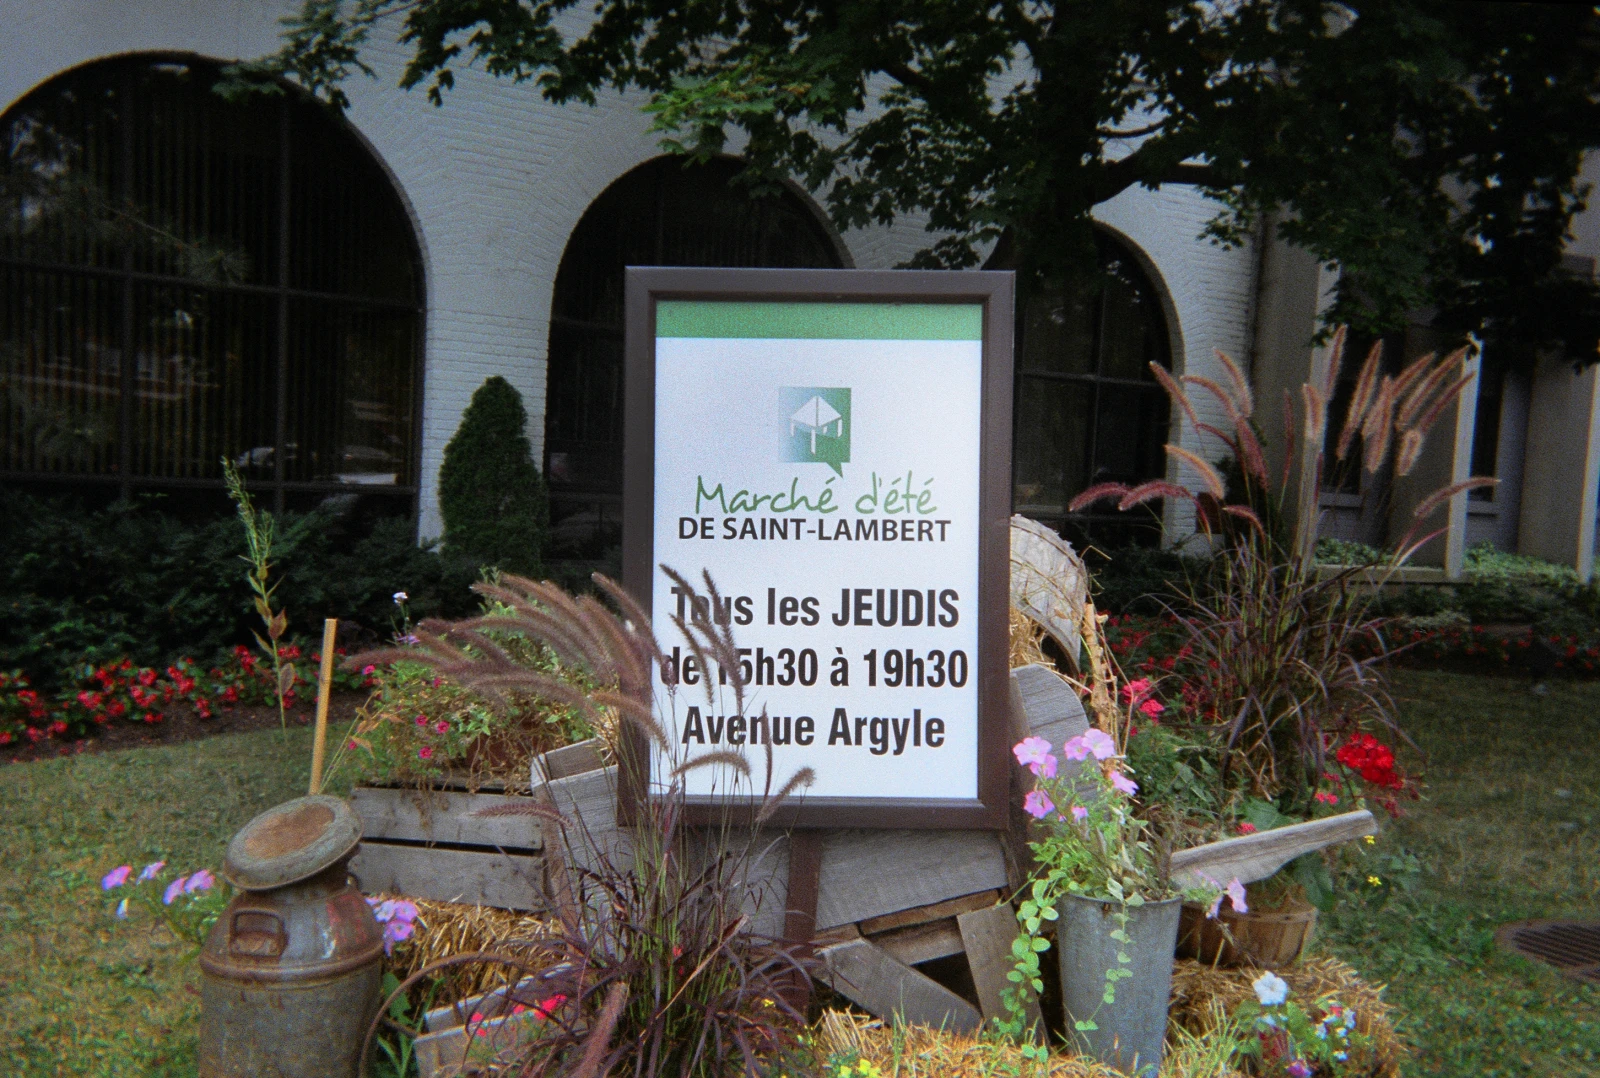 Marché d'été
DE SAINT-LAMBERT
Tous les JEUDIS
de 15h30 à 19h30
Avenue Argyle